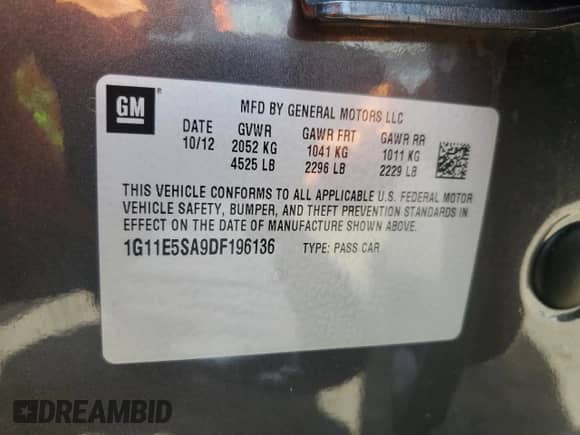 GM
MFD BY GENERAL MOTORS LLC
DATE GVWR GAWR FRT GAWR RR
10/12 2052 KG 1041 KG 1011 KG
4525 LB 2296 LB 2229 LB
THIS VEHICLE CONFORMS TO ALL APPLICABLE U.S. FEDERAL MOTOR
VEHICLE SAFETY, BUMPER, AND THEFT PREVENTION STANDARDS IN
EFFECT ON THE DATE OF MANUFACTURE SHOWN ABOVE.
1G11E5SA9DF196136 TYPE: PASS CAR
DREAMBID